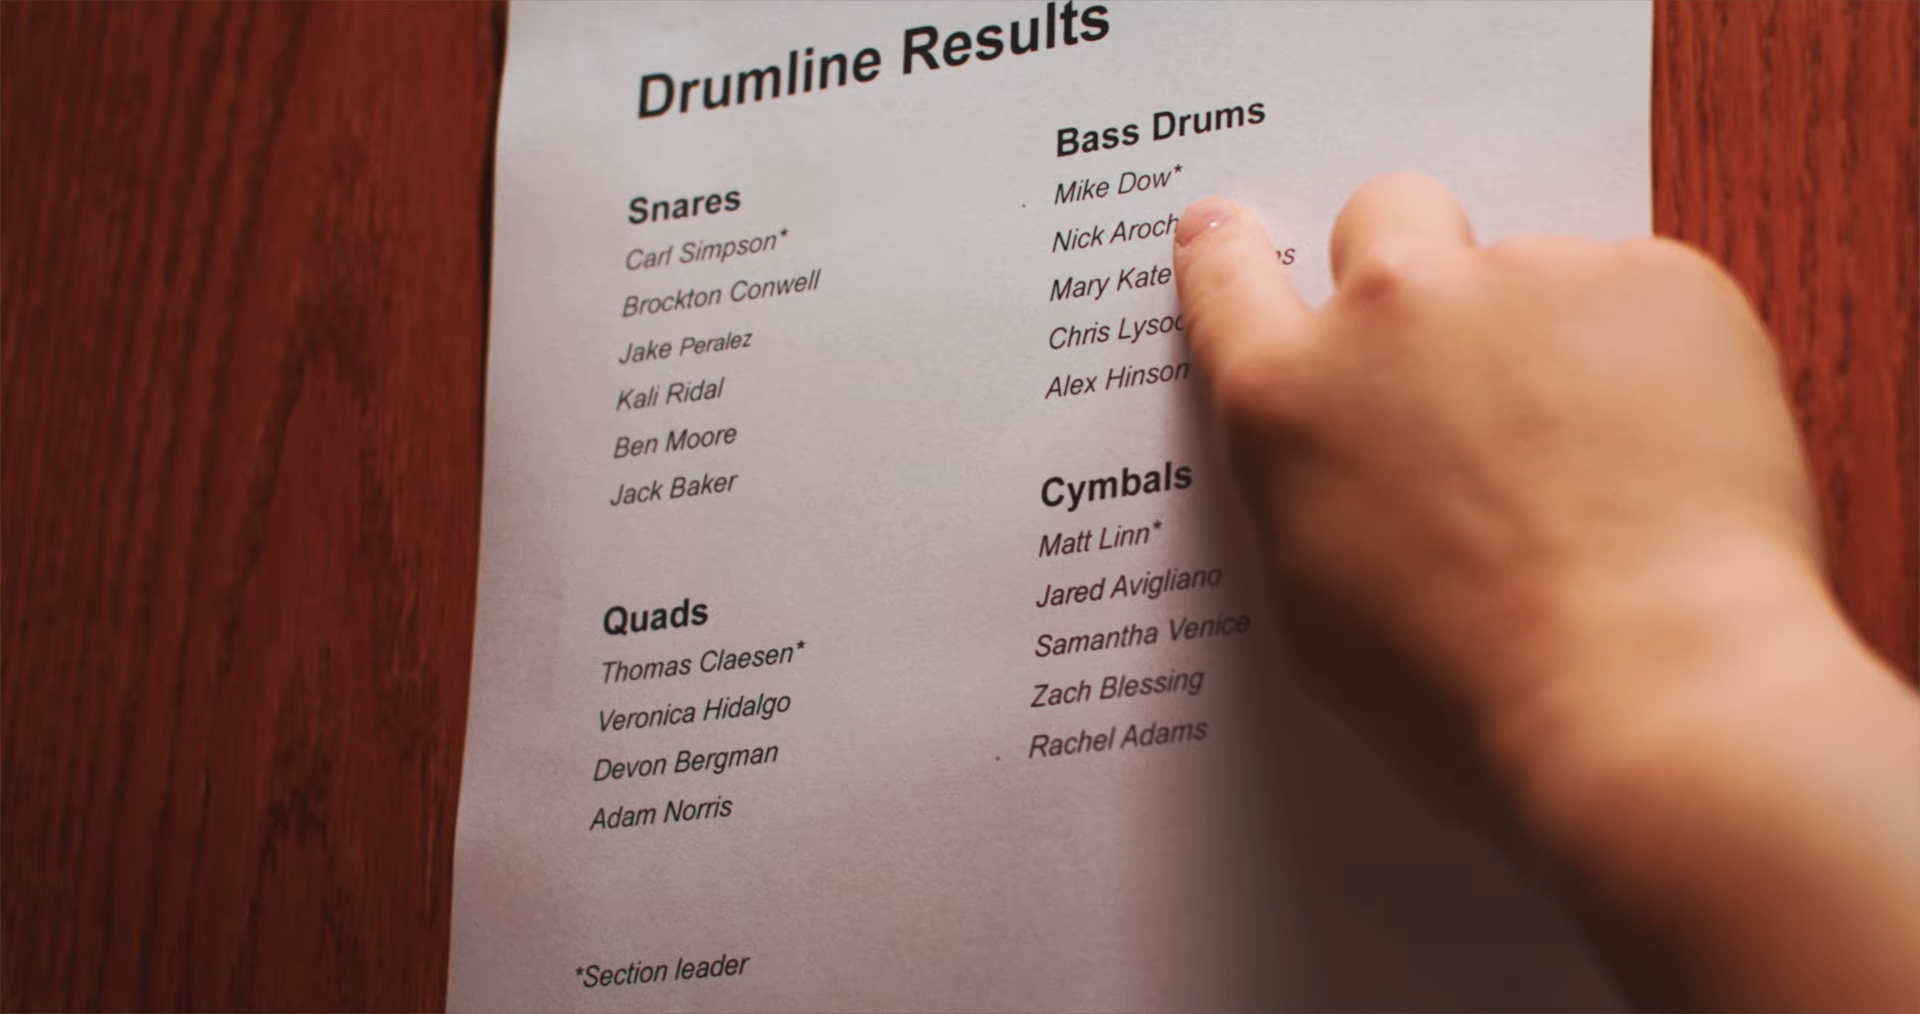 Drumline Results
Snares
Carl Simpson*
Brockton Conwell
Jake Peralez
Kali Ridal
Ben Moore
Jack Baker
Quads
Thomas Claesen*
Veronica Hidalgo
Devon Bergman
Adam Norris
*Section leader
Bass Drums
Mike Dow*
Nick
Mary Kate
Chris
Alex Hinson
Cymbals
Matt Linn*
Jared Avigliano
Samantha Venice
Zach Blessing
Rachel Adams